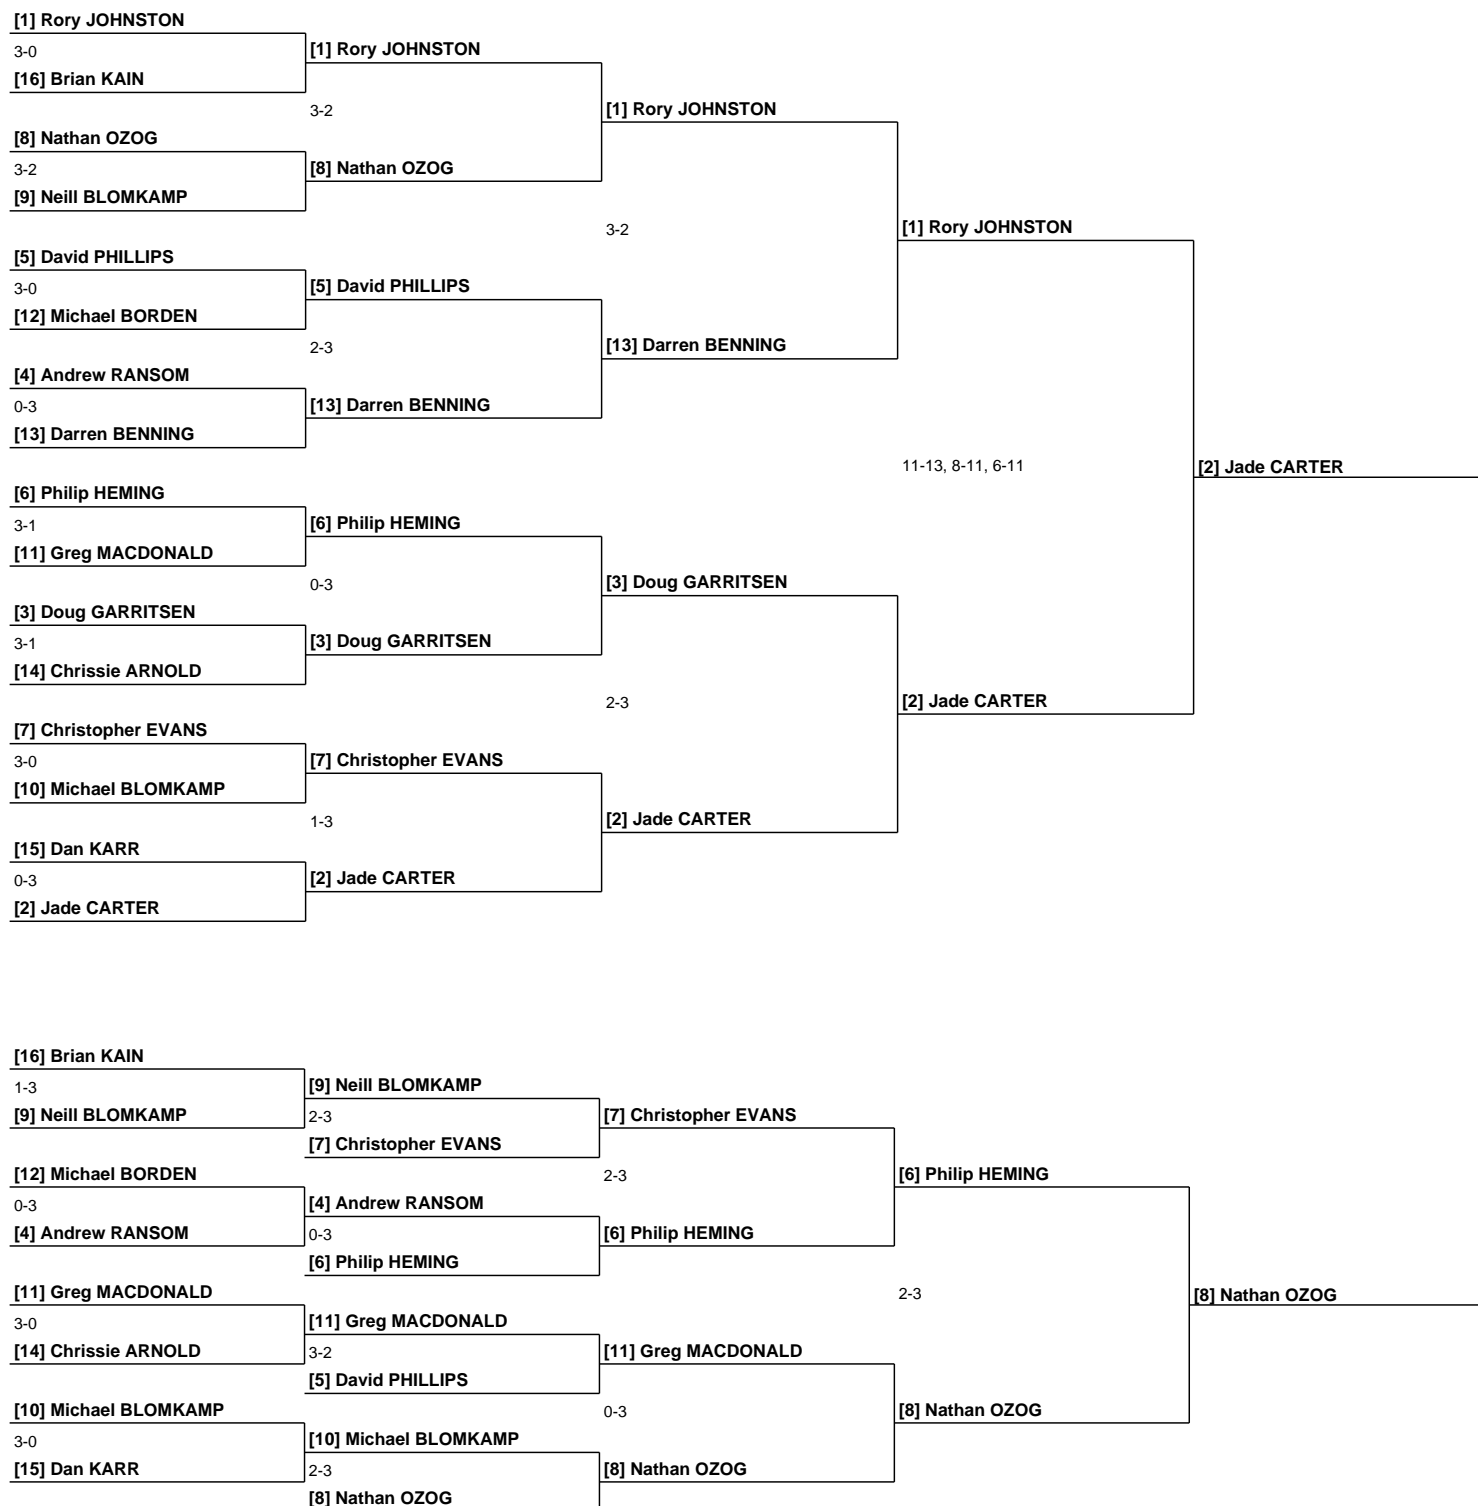 [1] Rory JOHNSTON
3-0
[16] Brian KAIN
[1] Rory JOHNSTON
3-2
[8] Nathan OZOG
3-2
[9] Neill BLOMKAMP
[8] Nathan OZOG
[1] Rory JOHNSTON
3-2
[5] David PHILLIPS
3-0
[12] Michael BORDEN
[5] David PHILLIPS
2-3
[4] Andrew RANSOM
0-3
[13] Darren BENNING
[13] Darren BENNING
[13] Darren BENNING
[1] Rory JOHNSTON
11-13, 8-11, 6-11
[2] Jade CARTER
[6] Philip HEMING
3-1
[11] Greg MACDONALD
[6] Philip HEMING
0-3
[3] Doug GARRITSEN
3-1
[14] Chrissie ARNOLD
[3] Doug GARRITSEN
[3] Doug GARRITSEN
2-3
[7] Christopher EVANS
3-0
[10] Michael BLOMKAMP
[7] Christopher EVANS
1-3
[15] Dan KARR
0-3
[2] Jade CARTER
[2] Jade CARTER
[2] Jade CARTER
[2] Jade CARTER
[16] Brian KAIN
1-3
[9] Neill BLOMKAMP
[9] Neill BLOMKAMP
2-3
[7] Christopher EVANS
[7] Christopher EVANS
2-3
[12] Michael BORDEN
0-3
[4] Andrew RANSOM
[4] Andrew RANSOM
0-3
[6] Philip HEMING
[6] Philip HEMING
[6] Philip HEMING
2-3
[8] Nathan OZOG
[11] Greg MACDONALD
3-0
[14] Chrissie ARNOLD
[11] Greg MACDONALD
3-2
[5] David PHILLIPS
[11] Greg MACDONALD
0-3
[8] Nathan OZOG
[10] Michael BLOMKAMP
3-0
[15] Dan KARR
[10] Michael BLOMKAMP
2-3
[8] Nathan OZOG
[8] Nathan OZOG